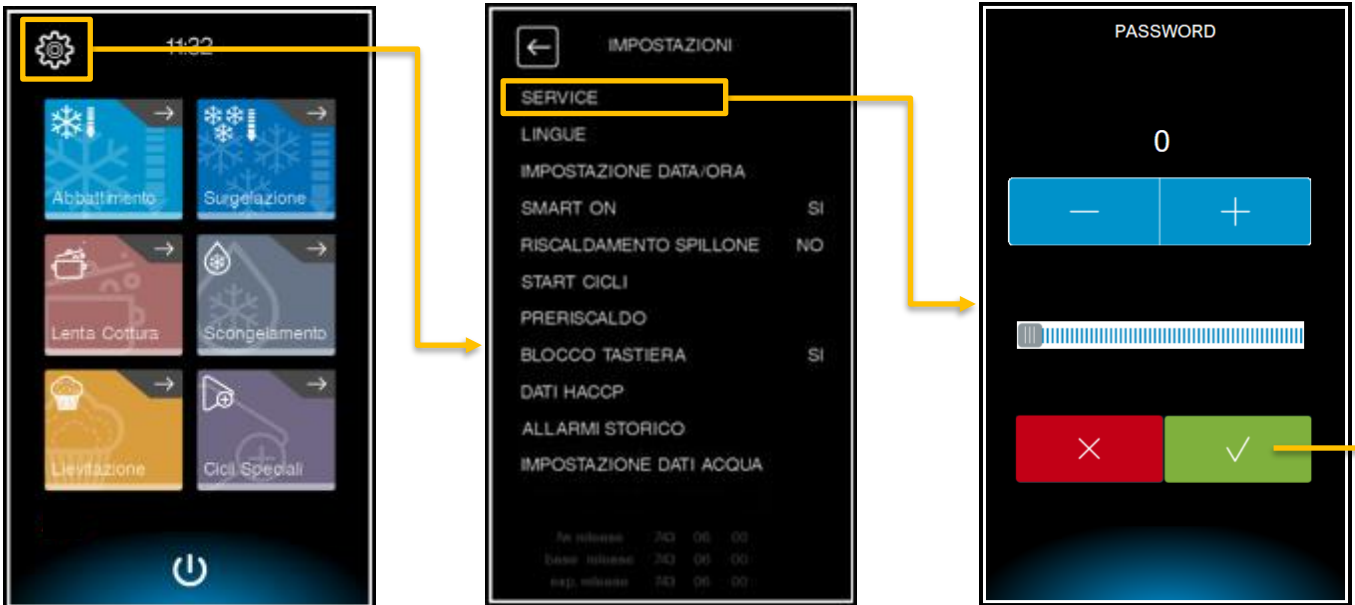 11:32
Abbattimento
Surgelazione
Lenta Cottura
Scongelamento
Lievitazione
Cicli Speciali
IMPOSTAZIONI
SERVICE
LINGUE
IMPOSTAZIONE DATA/ORA
SMART ON SI
RISCALDAMENTO SPILLONE NO
START CICLI
PRERISCALDO
BLOCCO TASTIERA SI
DATI HACCP
ALLARMI STORICO
IMPOSTAZIONE DATI ACQUA
PASSWORD
0